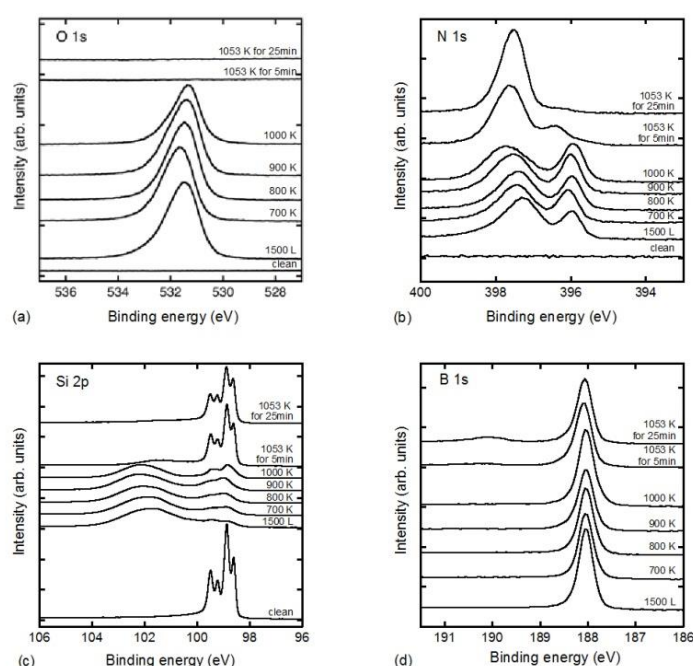 O 1s
1053 K for 25min
1053 K for 5min
1000 K
900 K
800 K
700 K
1500 L
clean
Intensity (arb. units)
536
534
532
530
528
Binding energy (eV)
(a)
N 1s
1053 K
for 25min
1053 K
for 5min
1000 K
900 K
800 K
700 K
1500 L
clean
Intensity (arb. units)
400
398
396
394
Binding energy (eV)
(b)
Si 2p
1053 K
for 25min
1053 K
for 5min
1000 K
900 K
800 K
700 K
1500 L
clean
Intensity (arb. units)
106
104
102
100
98
96
Binding energy (eV)
(c)
B 1s
1053 K
for 25min
1053 K
for 5min
1000 K
900 K
800 K
700 K
1500 L
Intensity (arb. units)
191
190
189
188
187
186
Binding energy (eV)
(d)